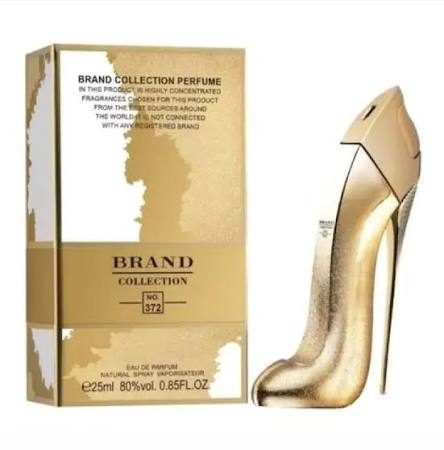 BRAND COLLECTION PERFUME
IN THIS PRODUCT IS HIGHLY CONCENTRATED
FRAGRANCES CHOSEN FOR THIS PRODUCT
FROM THE BEST SOURCES AROUND
THE WORLD.IT IS NOT CONNECTED
WITH ANY REGISTERED BRAND
BRAND
COLLECTION
NO.
372
EAU DE PARFUM
NATURAL SPRAY VAPORISATEUR
℮25ml 80%vol. 0.85FL.OZ.